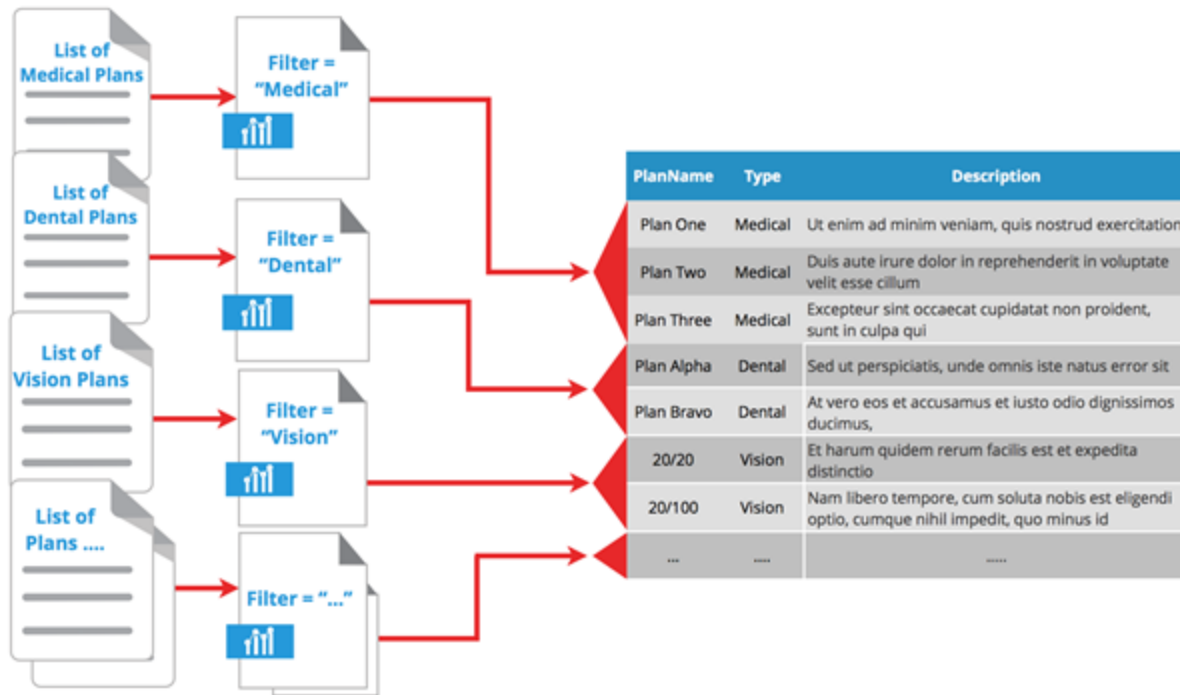 List of
Medical Plans
Filter =
“Medical”
List of
Dental Plans
Filter =
“Dental”
List of
Vision Plans
Filter =
“Vision”
List of
Plans ....
Filter = “...”
PlanName Type Description
Plan One Medical Ut enim ad minim veniam, quis nostrud exercitation
Plan Two Medical Duis aute irure dolor in reprehenderit in voluptate
velit esse cillum
Plan Three Medical Excepteur sint occaecat cupidatat non proident,
sunt in culpa qui
Plan Alpha Dental Sed ut perspiciatis, unde omnis iste natus error sit
Plan Bravo Dental At vero eos et accusamus et iusto odio dignissimos
ducimus,
20/20 Vision Et harum quidem rerum facilis est et expedita
distinctio
20/100 Vision Nam libero tempore, cum soluta nobis est eligendi
optio, cumque nihil impedit, quo minus id
... .... .....